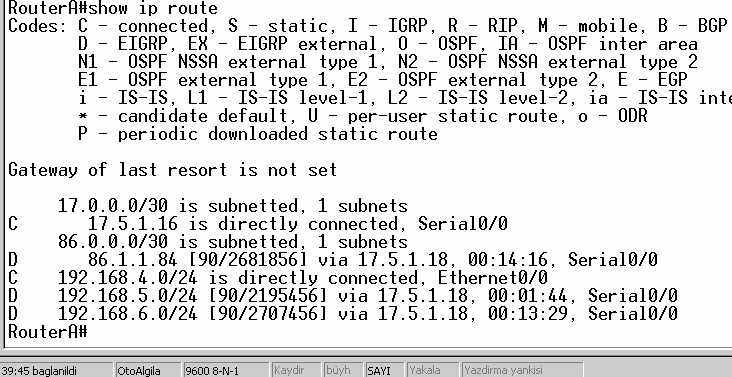 RouterA#show ip route
Codes: C - connected, S - static, I - IGRP, R - RIP, M - mobile, B - BGP
D - EIGRP, EX - EIGRP external, O - OSPF, IA - OSPF inter area
N1 - OSPF NSSA external type 1, N2 - OSPF NSSA external type 2
E1 - OSPF external type 1, E2 - OSPF external type 2, E - EGP
i - IS-IS, L1 - IS-IS level-1, L2 - IS-IS level-2, ia - IS-IS inte
* - candidate default, U - per-user static route, o - ODR
P - periodic downloaded static route
Gateway of last resort is not set
17.0.0.0/30 is subnetted, 1 subnets
C 17.5.1.16 is directly connected, Serial0/0
86.0.0.0/30 is subnetted, 1 subnets
D 86.1.1.84 [90/2681856] via 17.5.1.18, 00:14:16, Serial0/0
C 192.168.4.0/24 is directly connected, Ethernet0/0
D 192.168.5.0/24 [90/2195456] via 17.5.1.18, 00:01:44, Serial0/0
D 192.168.6.0/24 [90/2707456] via 17.5.1.18, 00:13:29, Serial0/0
RouterA#
39:45 baglanildi OtoAlgila 9600 8-N-1 Kaydir büyh SAYI Yakala Yazdirma yankisi